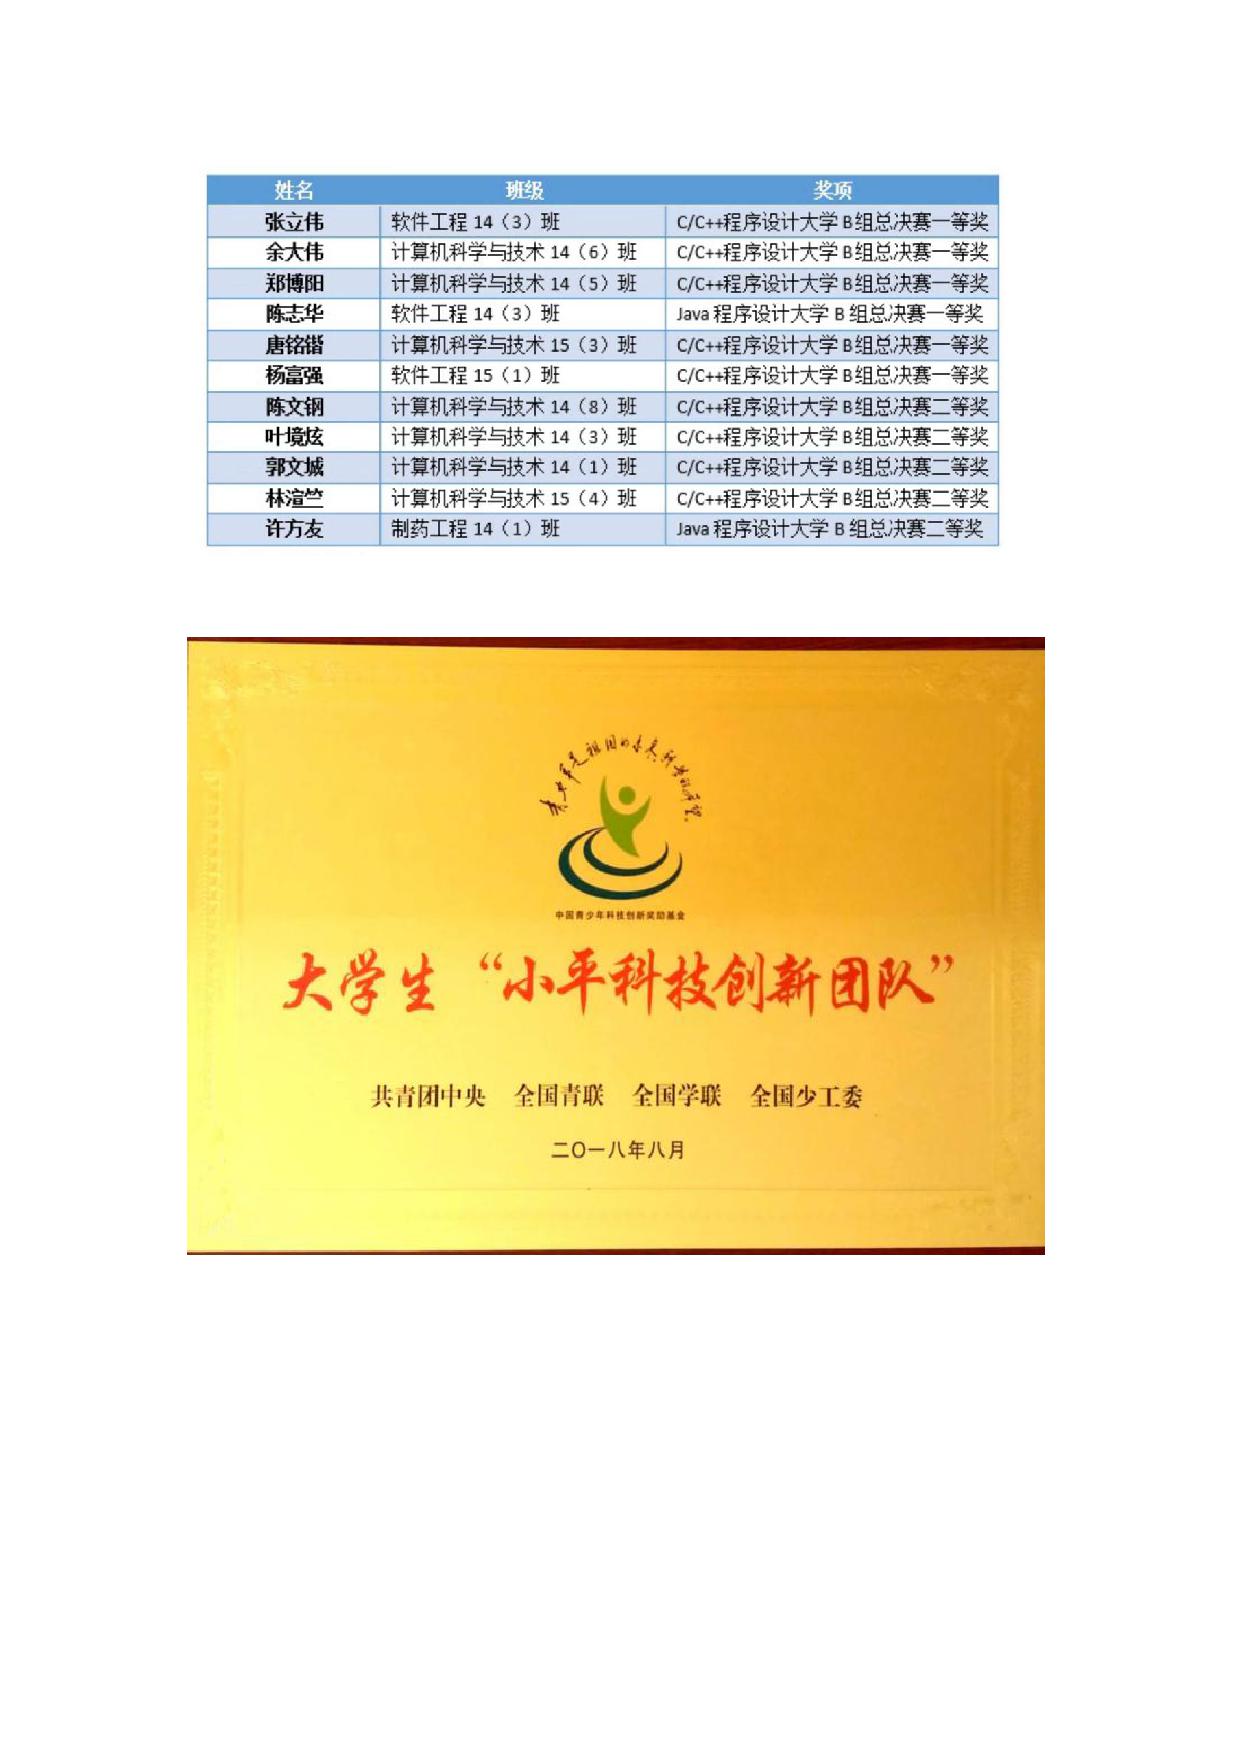 姓名 班级 奖项
张立伟 软件工程 14（3）班 C/C++程序设计大学 B 组总决赛一等奖
余大伟 计算机科学与技术 14（6）班 C/C++程序设计大学 B 组总决赛一等奖
郑博阳 计算机科学与技术 14（5）班 C/C++程序设计大学 B 组总决赛一等奖
陈志华 软件工程 14（3）班 Java 程序设计大学 B 组总决赛一等奖
唐铭锴 计算机科学与技术 15（3）班 C/C++程序设计大学 B 组总决赛一等奖
杨富强 软件工程 15（1）班 C/C++程序设计大学 B 组总决赛一等奖
陈文钢 计算机科学与技术 14（8）班 C/C++程序设计大学 B 组总决赛二等奖
叶境炫 计算机科学与技术 14（3）班 C/C++程序设计大学 B 组总决赛二等奖
郭文城 计算机科学与技术 14（1）班 C/C++程序设计大学 B 组总决赛二等奖
林渲竺 计算机科学与技术 15（4）班 C/C++程序设计大学 B 组总决赛二等奖
许方友 制药工程 14（1）班 Java 程序设计大学 B 组总决赛二等奖
青少年是祖国的未来,科学的希望。
中国青少年科技创新奖励基金
大学生“小平科技创新团队”
共青团中央 全国青联 全国学联 全国少工委
二〇一八年八月